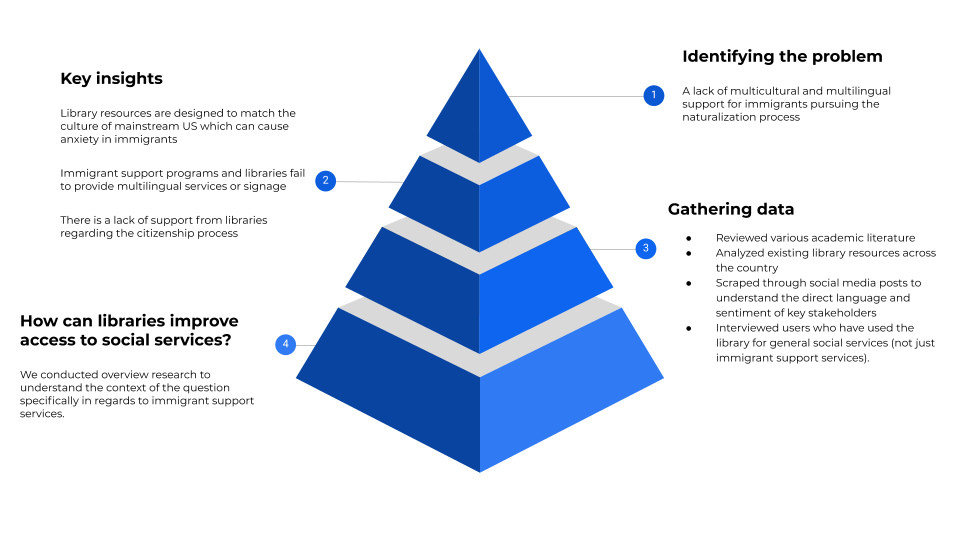 Identifying the problem
1
A lack of multicultural and multilingual
support for immigrants pursuing the
naturalization process
Key insights
Library resources are designed to match the
culture of mainstream US which can cause
anxiety in immigrants
Immigrant support programs and libraries fail
to provide multilingual services or signage
2
There is a lack of support from libraries
regarding the citizenship process
Gathering data
3
● Reviewed various academic literature
● Analyzed existing library resources across
the country
● Scraped through social media posts to
understand the direct language and
sentiment of key stakeholders
● Interviewed users who have used the
library for general social services (not just
immigrant support services).
How can libraries improve
access to social services?
4
We conducted overview research to
understand the context of the question
specifically in regards to immigrant support
services.